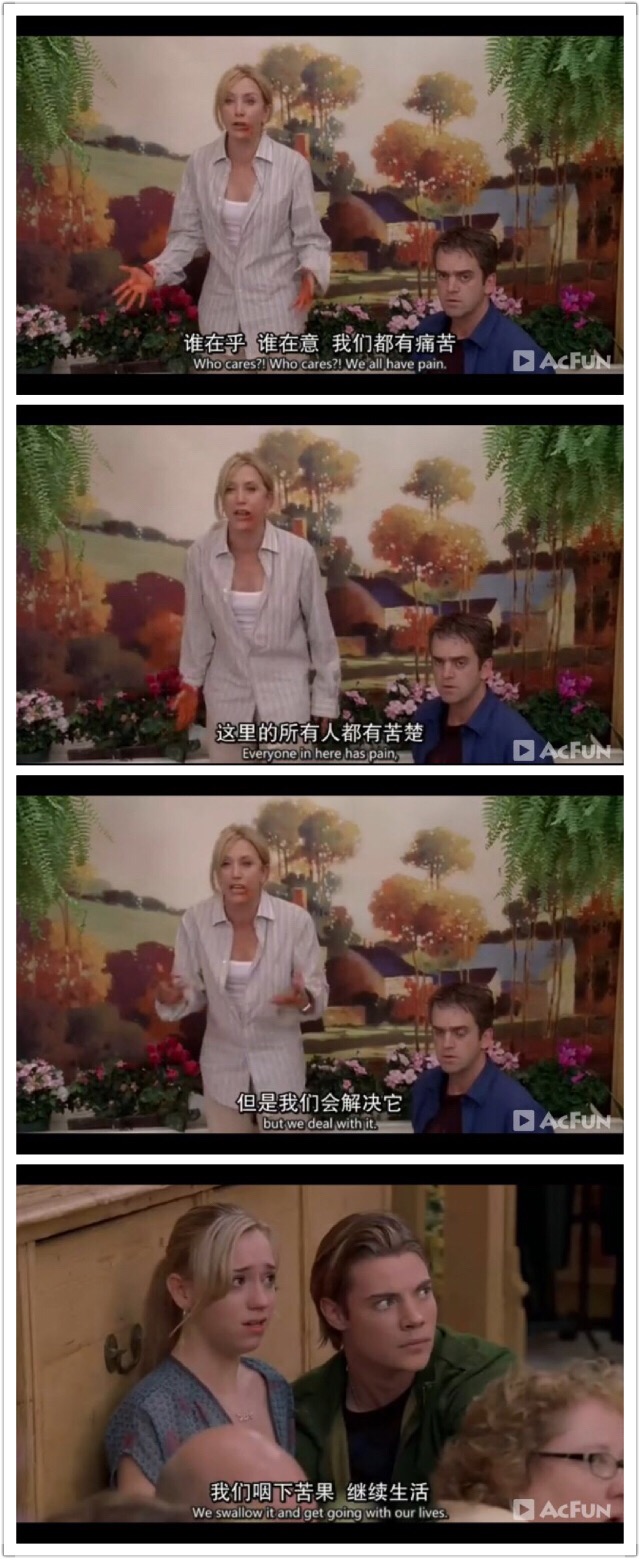 谁在乎 谁在意 我们都有痛苦
Who cares?! Who cares?! We all have pain.
AcFun
这里的所有人都有苦楚
Everyone in here has pain,
AcFun
但是我们会解决它
but we deal with it.
AcFun
我们咽下苦果 继续生活
We swallow it and get going with our lives.
AcFun